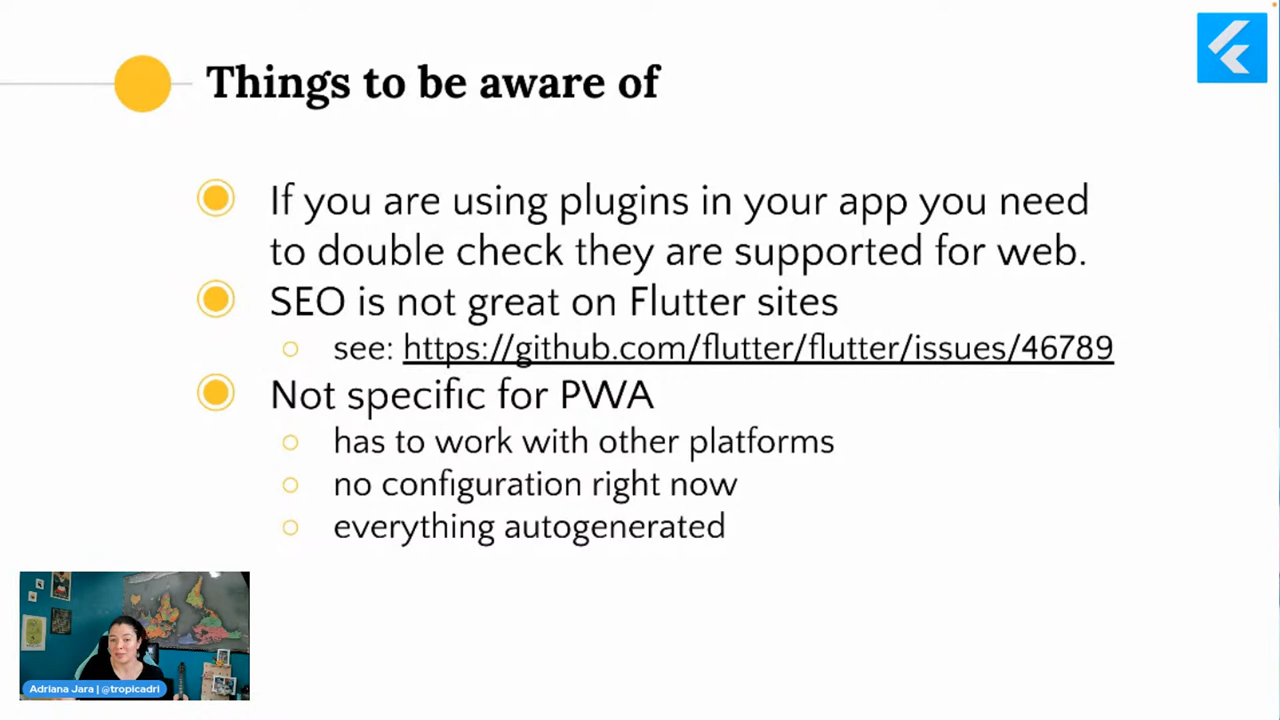 Things to be aware of
If you are using plugins in your app you need
to double check they are supported for web.
SEO is not great on Flutter sites
see: https://github.com/flutter/flutter/issues/46789
Not specific for PWA
has to work with other platforms
no configuration right now
everything autogenerated
Adriana Jara | @tropicadri